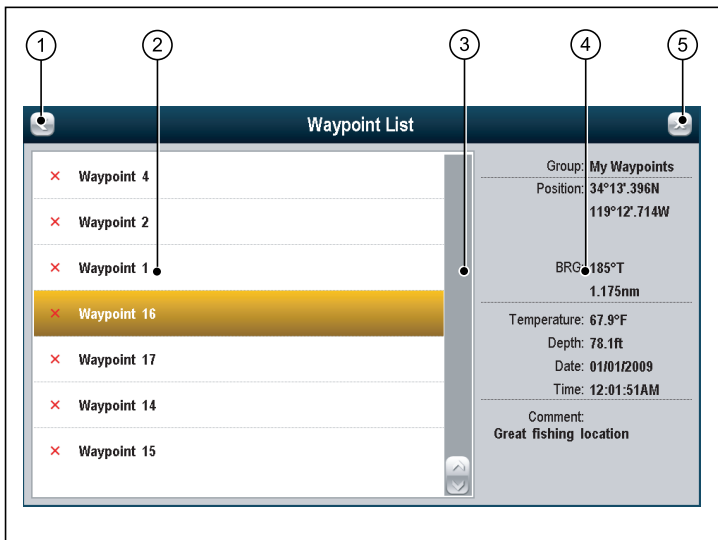 1 2 3 4 5
Waypoint List
Waypoint 4
Waypoint 2
Waypoint 1
Waypoint 16
Waypoint 17
Waypoint 14
Waypoint 15
Group: My Waypoints
Position: 34°13'.396N
119°12'.714W
BRG: 185°T
1.175nm
Temperature: 67.9°F
Depth: 78.1ft
Date: 01/01/2009
Time: 12:01:51AM
Comment:
Great fishing location